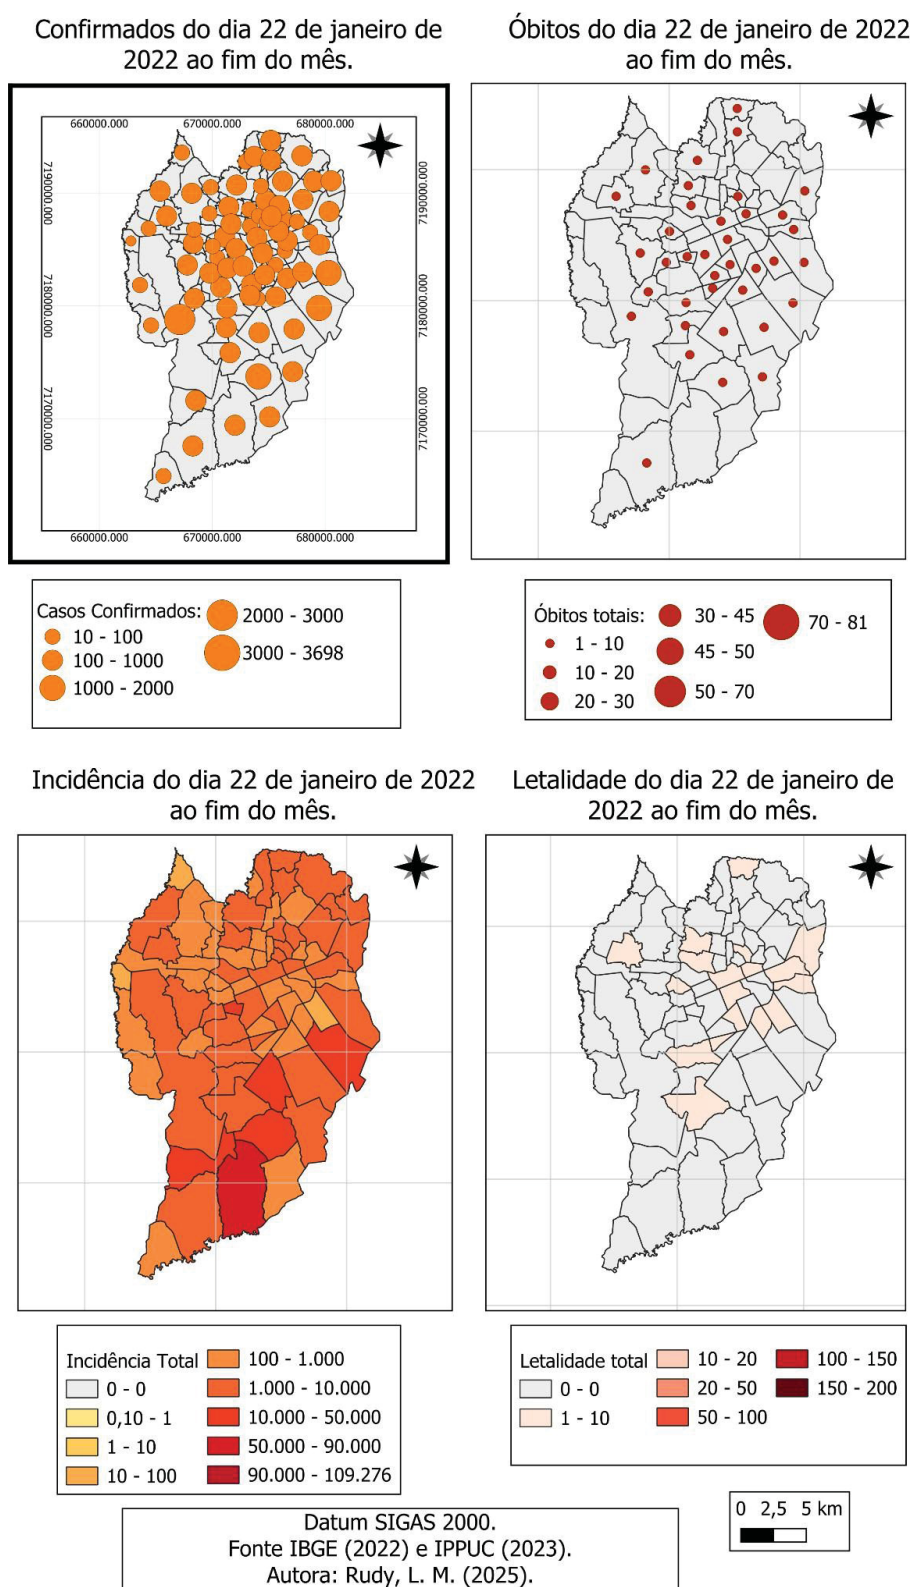 Confirmados do dia 22 de janeiro de
2022 ao fim do mês.
Óbitos do dia 22 de janeiro de 2022
ao fim do mês.
660000.000 670000.000 680000.000
7190000.000
7180000.000
7170000.000
7190000.000
7180000.000
7170000.000
660000.000 670000.000 680000.000
Casos Confirmados:
10 - 100
100 - 1000
1000 - 2000
2000 - 3000
3000 - 3698
Óbitos totais:
1 - 10
10 - 20
20 - 30
30 - 45
45 - 50
50 - 70
70 - 81
Incidência do dia 22 de janeiro de 2022
ao fim do mês.
Letalidade do dia 22 de janeiro de
2022 ao fim do mês.
Incidência Total
0 - 0
0,10 - 1
1 - 10
10 - 100
100 - 1.000
1.000 - 10.000
10.000 - 50.000
50.000 - 90.000
90.000 - 109.276
Letalidade total
0 - 0
1 - 10
10 - 20
20 - 50
50 - 100
100 - 150
150 - 200
0 2,5 5 km
Datum SIGAS 2000.
Fonte IBGE (2022) e IPPUC (2023).
Autora: Rudy, L. M. (2025).